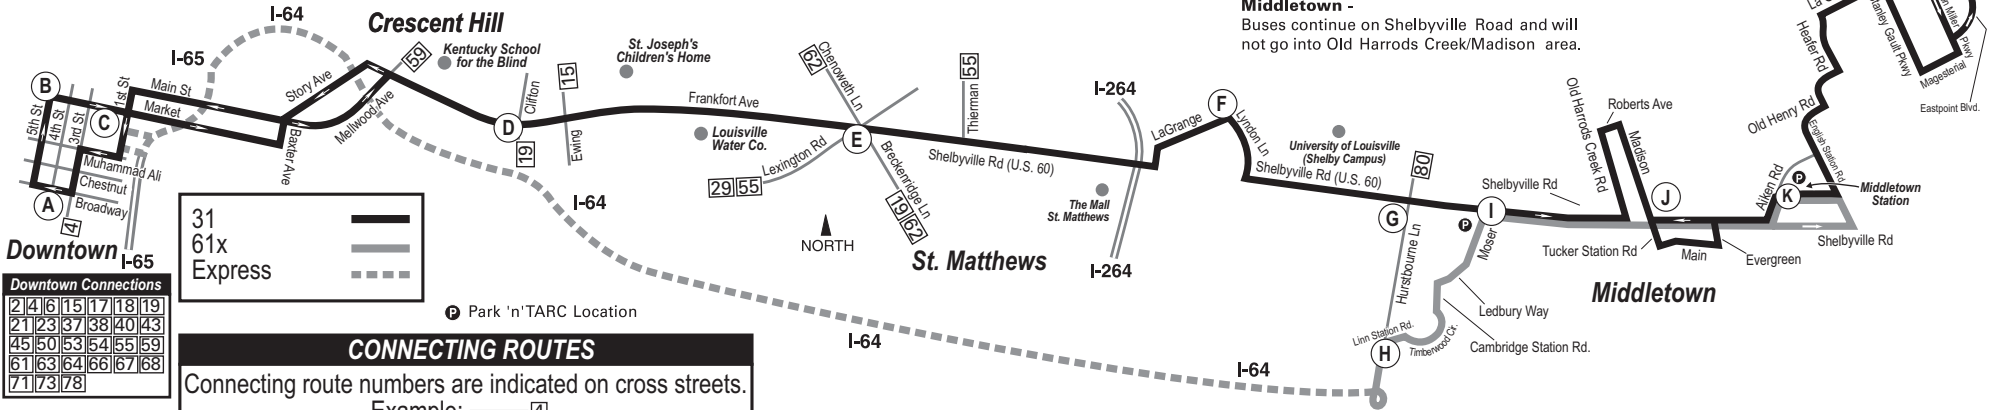 I-64
Crescent Hill
59
Kentucky School
for the Blind
St. Joseph's
Children's Home
Middletown -
Buses continue on Shelbyville Road and will
not go into Old Harrods Creek/Madison area.
I-65
B
5th St
4th St
3rd St
C
1st St
Main St
Market
Story Ave
Mellwood Ave
Baxter Ave
Muhammad Ali
Chestnut
Broadway
A
4
Downtown
I-65
D
Clifton
19
15
Ewing
Frankfort Ave
Louisville
Water Co.
62
Chenoweth Ln
E
Lexington Rd
29 55
Breckenridge Ln
19 62
55
Thierman
Shelbyville Rd (U.S. 60)
I-264
The Mall
St. Matthews
I-264
LaGrange
F
Lyndon Ln
University of Louisville
(Shelby Campus)
Shelbyville Rd (U.S. 60)
80
G
Hurstbourne Ln
Linn Station Rd.
H
Timberwood Cir.
Cambridge Station Rd.
Ledbury Way
Moser
P
I
Shelbyville Rd
Old Harrods Creek Rd
Roberts Ave
Madison
J
Tucker Station Rd
Main
Evergreen
Shelbyville Rd
K
P
Aiken Rd
Middletown
Station
English Station Rd
Old Henry Rd
Heafer Rd
Stanley Gault Pkwy
Magesterial
Pkwy
Eastpoint Blvd.
Middletown
St. Matthews
NORTH
I-64
I-64
I-64
31
61x
Express
P Park 'n'TARC Location
Downtown Connections
2 4 6 15 17 18 19
21 23 37 38 40 43
45 50 53 54 55 59
61 63 64 66 67 68
71 73 78
CONNECTING ROUTES
Connecting route numbers are indicated on cross streets.
Example: 4